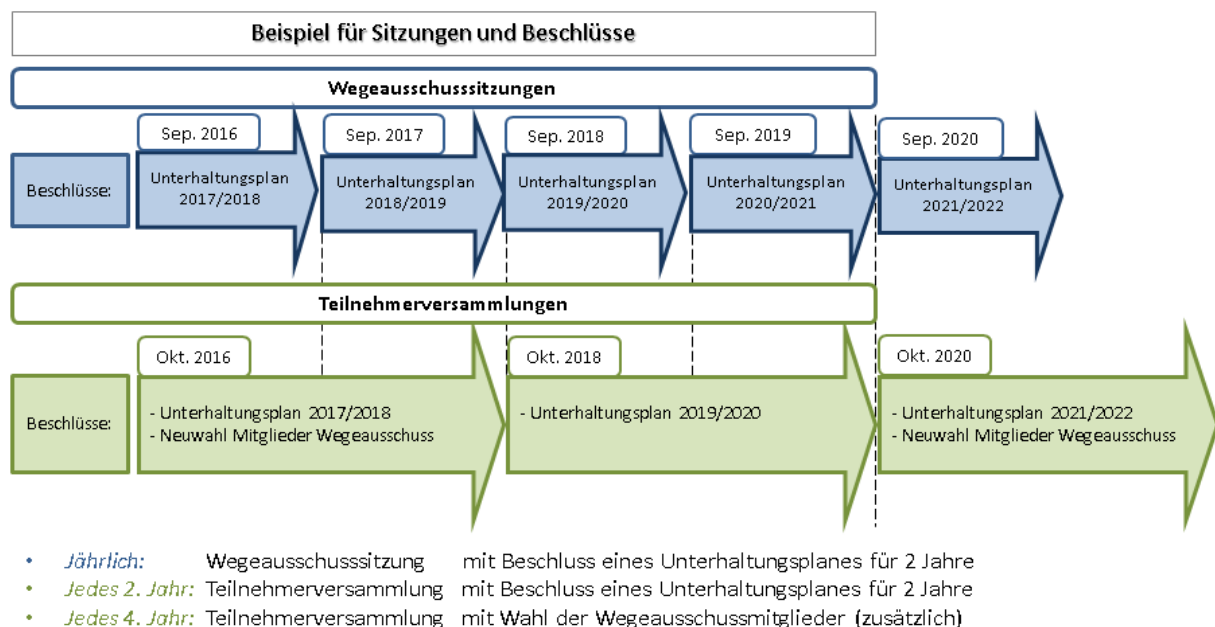 Beispiel für Sitzungen und Beschlüsse
Wegeausschusssitzungen
Sep. 2016
Sep. 2017
Sep. 2018
Sep. 2019
Sep. 2020
Beschlüsse:
Unterhaltungsplan
2017/2018
Unterhaltungsplan
2018/2019
Unterhaltungsplan
2019/2020
Unterhaltungsplan
2020/2021
Unterhaltungsplan
2021/2022
Teilnehmerversammlungen
Okt. 2016
Okt. 2018
Okt. 2020
Beschlüsse:
- Unterhaltungsplan 2017/2018
- Neuwahl Mitglieder Wegeausschuss
- Unterhaltungsplan 2019/2020
- Unterhaltungsplan 2021/2022
- Neuwahl Mitglieder Wegeausschuss
• Jährlich: Wegeausschusssitzung mit Beschluss eines Unterhaltungsplanes für 2 Jahre
• Jedes 2. Jahr: Teilnehmerversammlung mit Beschluss eines Unterhaltungsplanes für 2 Jahre
• Jedes 4. Jahr: Teilnehmerversammlung mit Wahl der Wegeausschussmitglieder (zusätzlich)